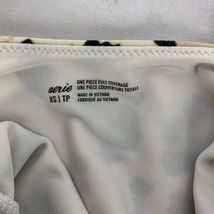 aerie
XS | TP
ONE PIECE FULL COVERAGE
UNE PIÈCE COUVERTURE TOTALE
MADE IN VIETNAM
FABRIQUÉ AU VIETNAM